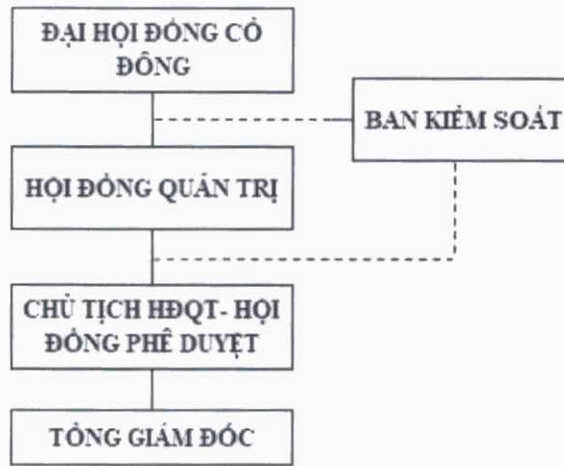 ĐẠI HỘI ĐỒNG CỔ
ĐÔNG
BAN KIỂM SOÁT
HỘI ĐỒNG QUẢN TRỊ
CHỦ TỊCH HĐQT- HỘI
ĐỒNG PHÊ DUYỆT
TỔNG GIÁM ĐỐC